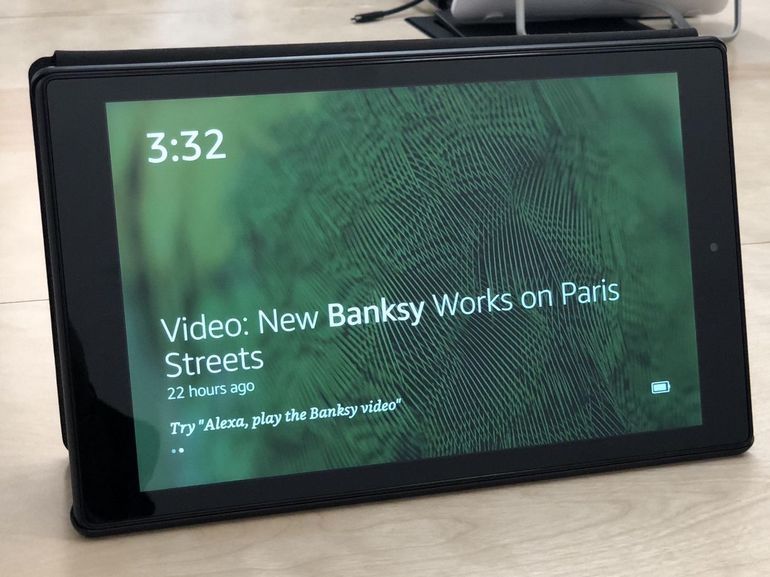 3:32
Video: New Banksy Works on Paris
Streets
22 hours ago
Try "Alexa, play the Banksy video"